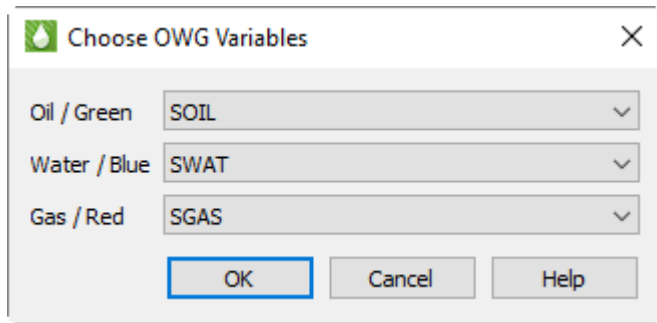 Choose OWG Variables
Oil / Green SOIL
Water / Blue SWAT
Gas / Red SGAS
OK Cancel Help